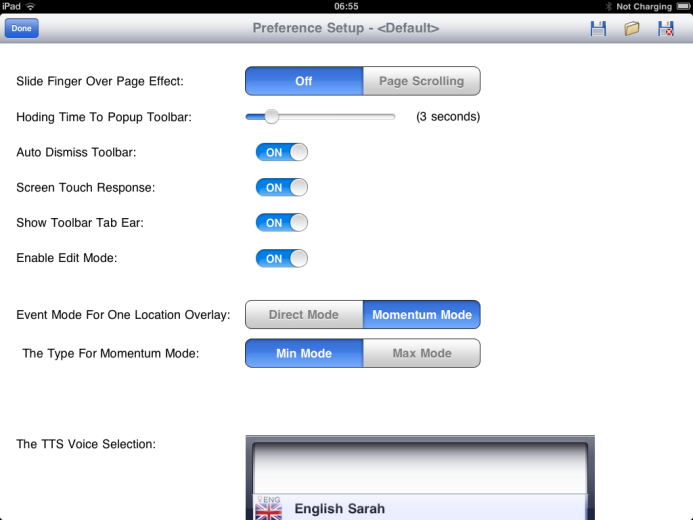 iPad 06:55 Not Charging
Done Preference Setup - <Default>
Slide Finger Over Page Effect: Off Page Scrolling
Hoding Time To Popup Toolbar: (3 seconds)
Auto Dismiss Toolbar: ON
Screen Touch Response: ON
Show Toolbar Tab Ear: ON
Enable Edit Mode: ON
Event Mode For One Location Overlay: Direct Mode Momentum Mode
The Type For Momentum Mode: Min Mode Max Mode
The TTS Voice Selection:
♀ENG
English Sarah